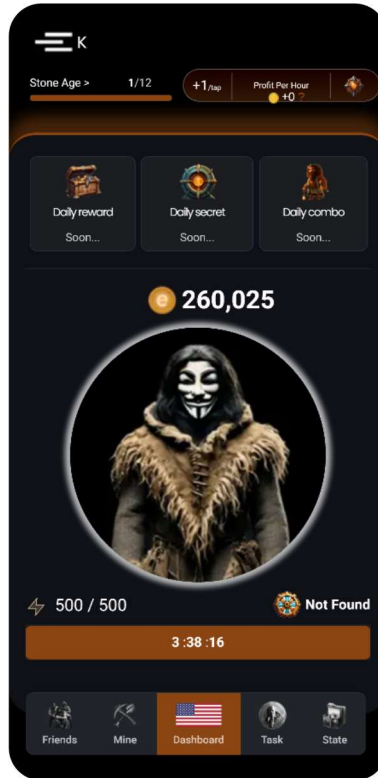 K
Stone Age > 1/12
+1/tap
Profit Per Hour
+0 ?
Daily reward
Soon...
Daily secret
Soon...
Daily combo
Soon...
e 260,025
500 / 500
Not Found
3 :38 :16
Friends
Mine
Dashboard
Task
State